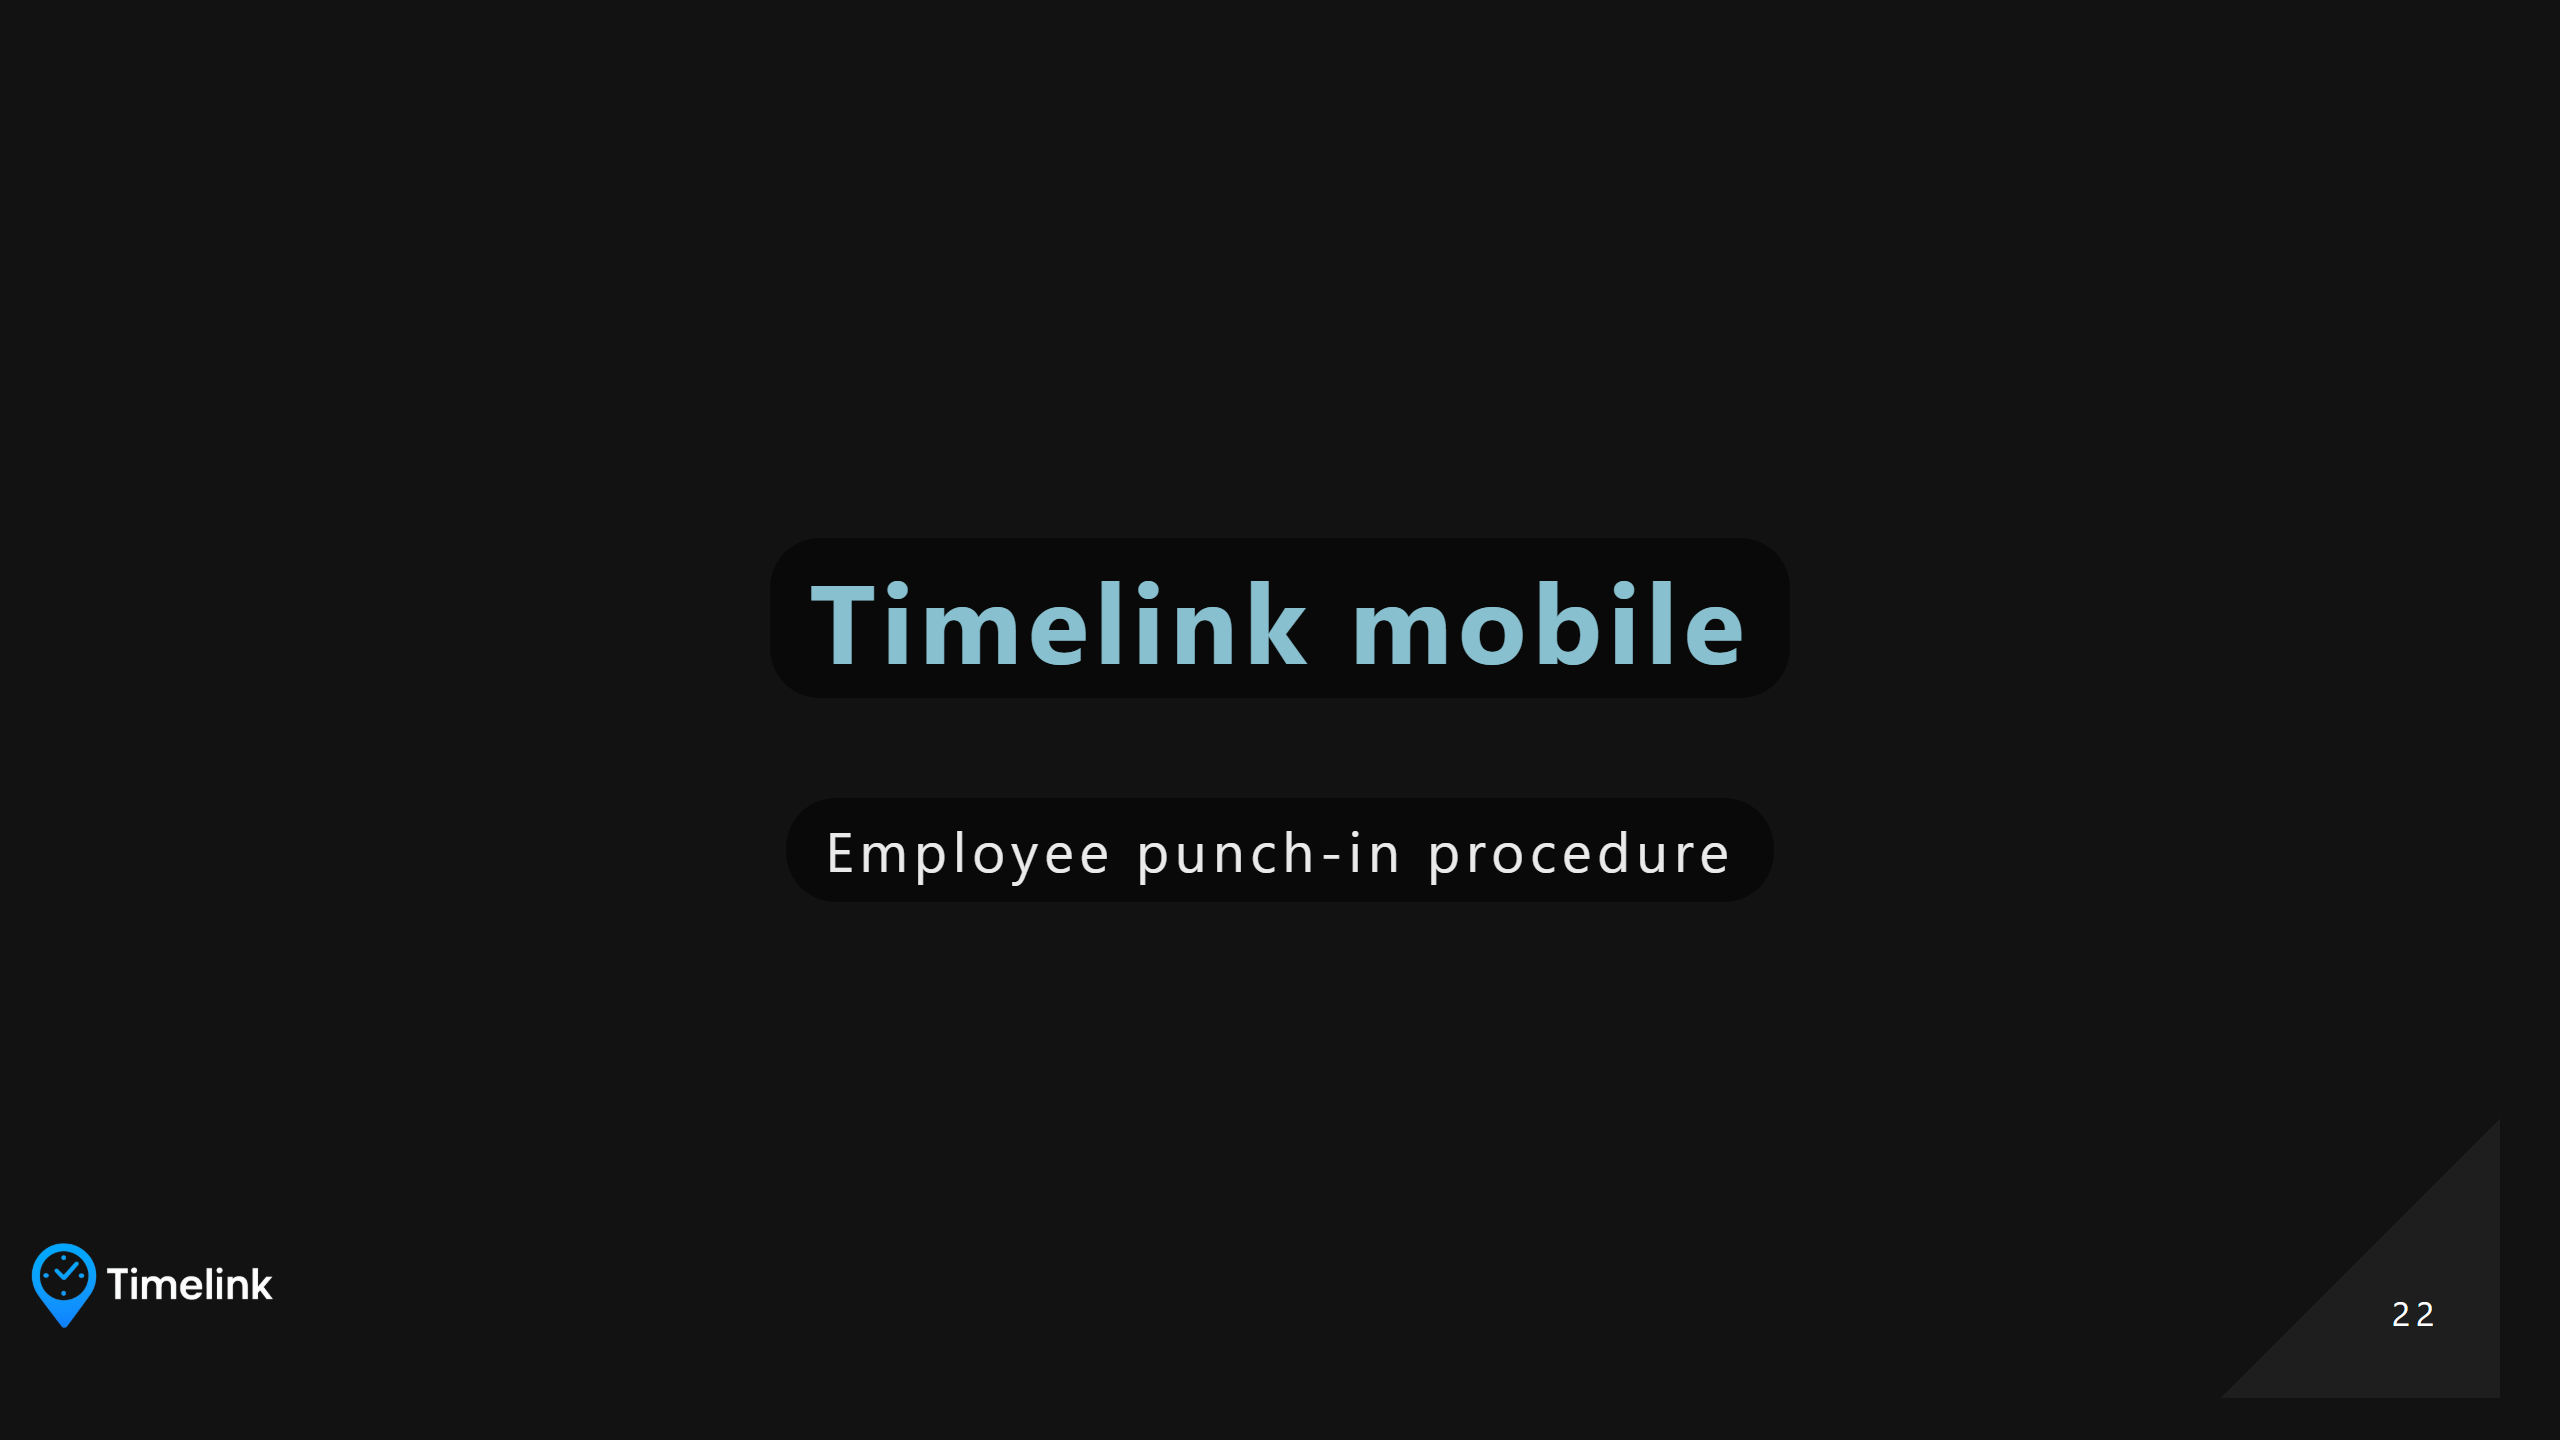 Timelink mobile
Employee punch-in procedure
Timelink
22